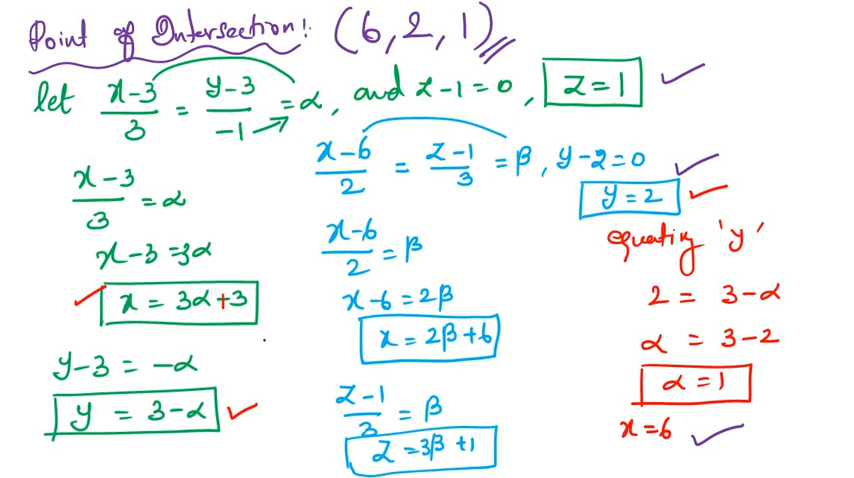 Point of Intersection: (6, 2, 1)
let (x-3)/3 = (y-3)/-1 = α, and z-1=0, z=1
(x-3)/3 = α
x-3 = 3α
x = 3α+3
y-3 = -α
y = 3-α
(x-6)/2 = (z-1)/3 = β, y-2=0
y=2
(x-6)/2 = β
x-6 = 2β
x = 2β+6
(z-1)/3 = β
z = 3β+1
equating 'y'
2 = 3-α
α = 3-2
α = 1
x=6